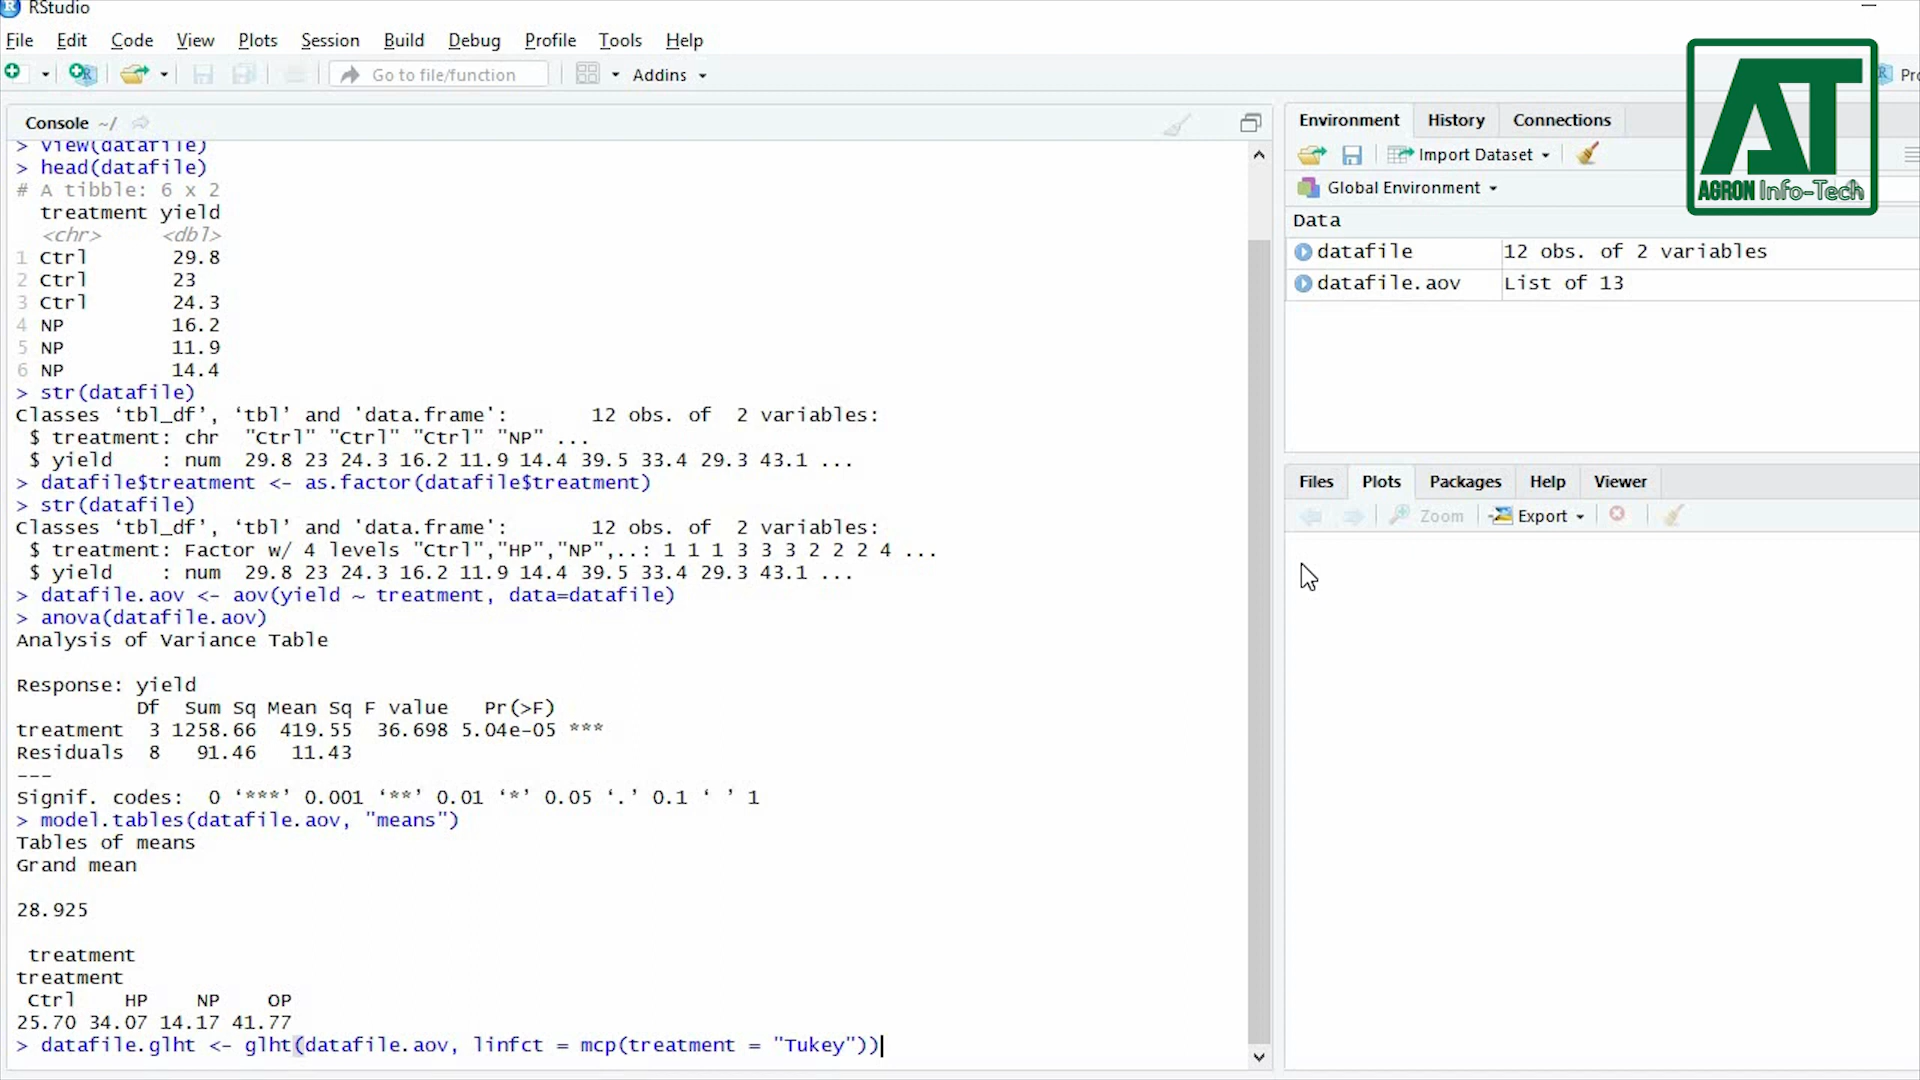 RStudio
File Edit Code View Plots Session Build Debug Profile Tools Help
Go to file/function Addins
Console ~/
> View(datafile)
> head(datafile)
# A tibble: 6 x 2
treatment yield
<chr> <dbl>
1 Ctrl 29.8
2 Ctrl 23
3 Ctrl 24.3
4 NP 16.2
5 NP 11.9
6 NP 14.4
> str(datafile)
Classes ‘tbl_df’, ‘tbl’ and 'data.frame': 12 obs. of 2 variables:
$ treatment: chr "Ctrl" "Ctrl" "Ctrl" "NP" ...
$ yield : num 29.8 23 24.3 16.2 11.9 14.4 39.5 33.4 29.3 43.1 ...
> datafile$treatment <- as.factor(datafile$treatment)
> str(datafile)
Classes ‘tbl_df’, ‘tbl’ and 'data.frame': 12 obs. of 2 variables:
$ treatment: Factor w/ 4 levels "Ctrl","HP","NP",..: 1 1 1 3 3 3 2 2 2 4 ...
$ yield : num 29.8 23 24.3 16.2 11.9 14.4 39.5 33.4 29.3 43.1 ...
> datafile.aov <- aov(yield ~ treatment, data=datafile)
> anova(datafile.aov)
Analysis of Variance Table
Response: yield
Df Sum Sq Mean Sq F value Pr(>F)
treatment 3 1258.66 419.55 36.698 5.04e-05 ***
Residuals 8 91.46 11.43
---
Signif. codes: 0 ‘***’ 0.001 ‘**’ 0.01 ‘*’ 0.05 ‘.’ 0.1 ‘ ’ 1
> model.tables(datafile.aov, "means")
Tables of means
Grand mean
28.925
treatment
treatment
Ctrl HP NP OP
25.70 34.07 14.17 41.77
> datafile.glht <- glht(datafile.aov, linfct = mcp(treatment = "Tukey"))
Environment History Connections
Import Dataset
Global Environment
Data
datafile 12 obs. of 2 variables
datafile.aov List of 13
Files Plots Packages Help Viewer
Zoom Export
AT
AGRON Info-Tech